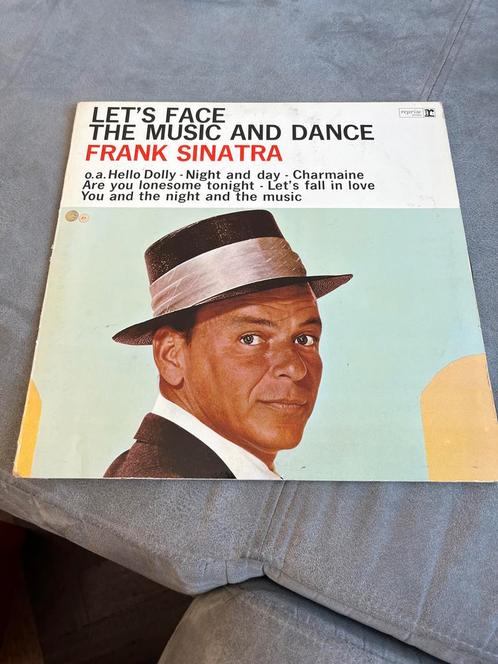 LET'S FACE
THE MUSIC AND DANCE
FRANK SINATRA
o.a. Hello Dolly - Night and day - Charmaine
Are you lonesome tonight - Let's fall in love
You and the night and the music
reprise
r: